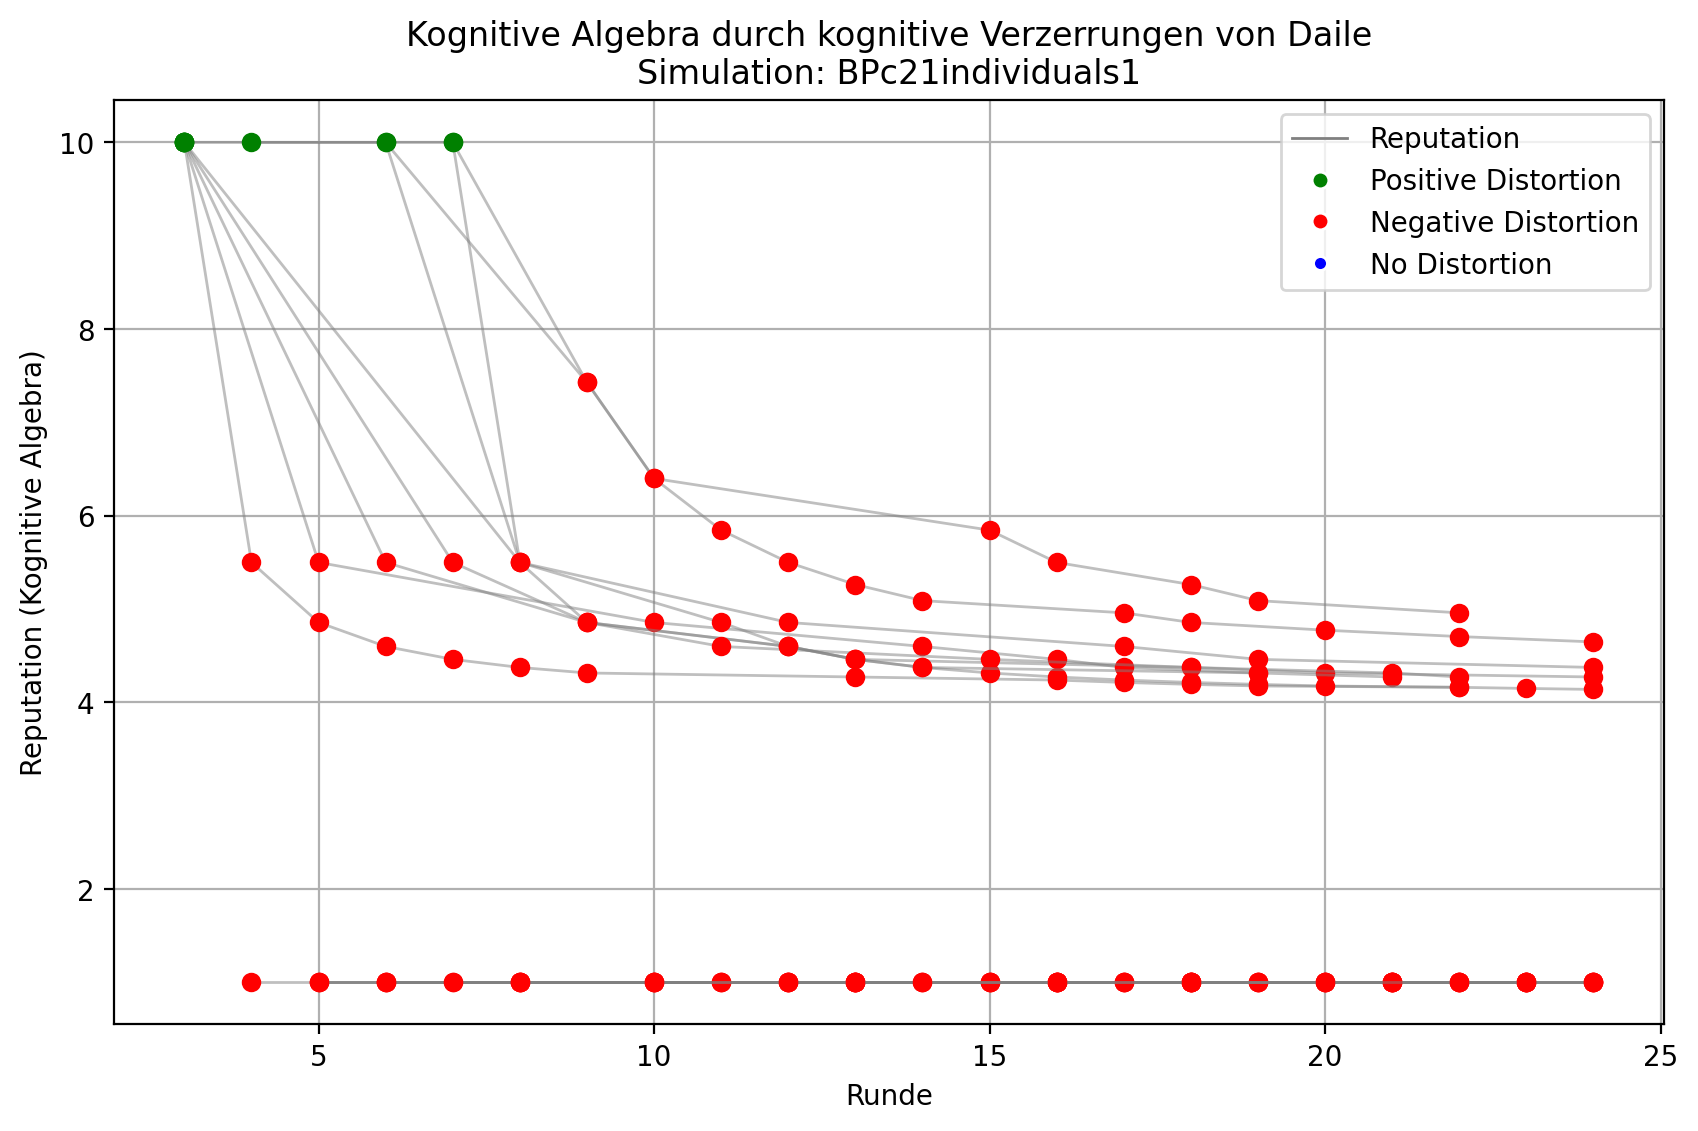 Kognitive Algebra durch kognitive Verzerrungen von Daile
Simulation: BPc21individuals1
Reputation
Positive Distortion
Negative Distortion
No Distortion
Reputation (Kognitive Algebra)
10
8
6
4
2
5
10
15
20
25
Runde